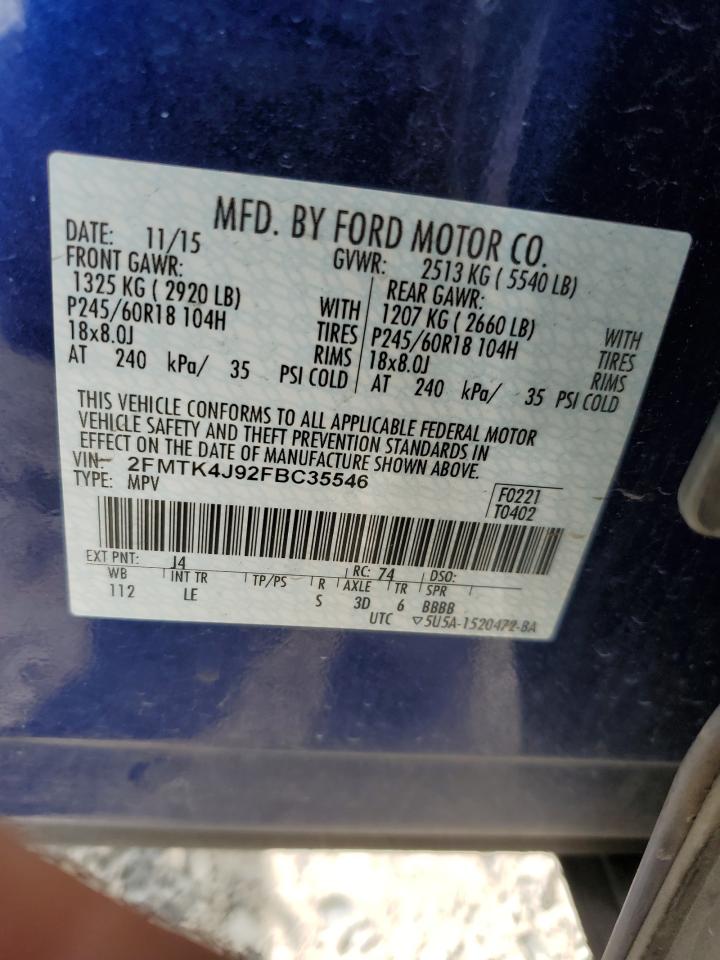 MFD. BY FORD MOTOR CO.
DATE: 11/15 GVWR: 2513 KG ( 5540 LB)
FRONT GAWR: REAR GAWR:
1325 KG ( 2920 LB) WITH 1207 KG ( 2660 LB) WITH
P245/60R18 104H TIRES P245/60R18 104H TIRES
18x8.0J RIMS 18x8.0J RIMS
AT 240 kPa/ 35 PSI COLD AT 240 kPa/ 35 PSI COLD
THIS VEHICLE CONFORMS TO ALL APPLICABLE FEDERAL MOTOR
VEHICLE SAFETY AND THEFT PREVENTION STANDARDS IN
EFFECT ON THE DATE OF MANUFACTURE SHOWN ABOVE.
VIN: 2FMTK4J92FBC35546
TYPE: MPV
F0221
T0402
EXT PNT: J4 RC: 74 DSO:
WB INT TR TP/PS R AXLE TR SPR
112 LE S 3D 6 BBBB
UTC ▽5U5A-1520472-BA